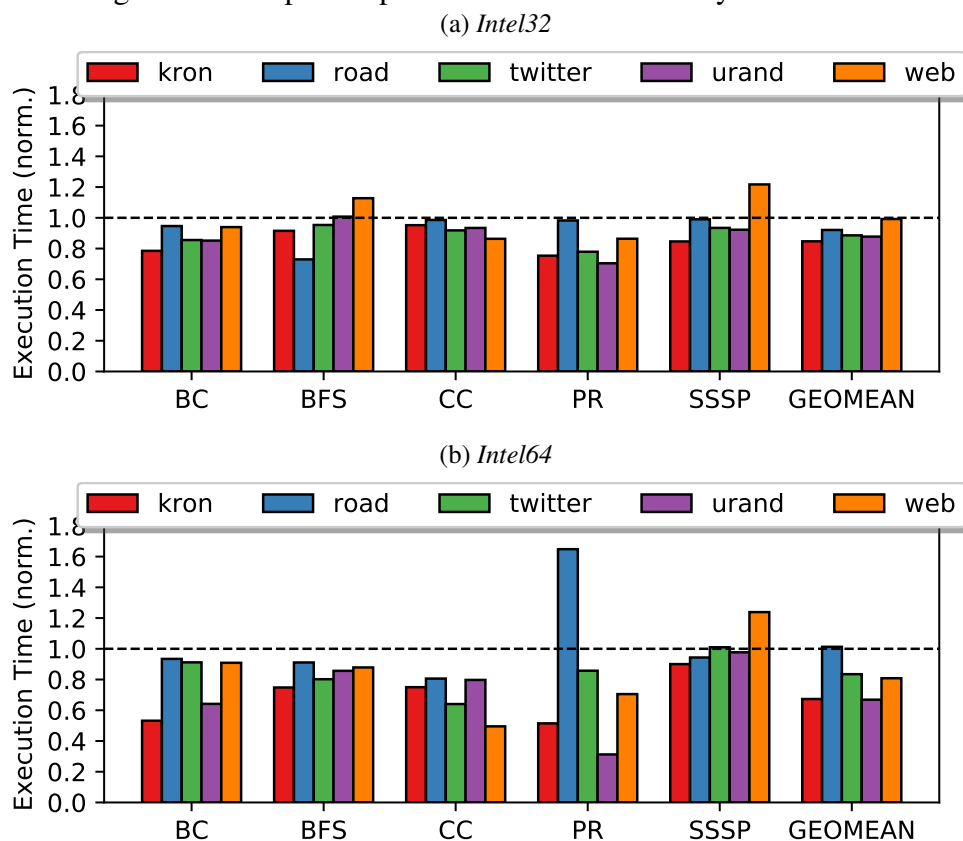 (a) Intel32
kron road twitter urand web
1.8
1.6
1.4
1.2
1.0
0.8
0.6
0.4
0.2
0.0
Execution Time (norm.)
BC BFS CC PR SSSP GEOMEAN
(b) Intel64
kron road twitter urand web
1.8
1.6
1.4
1.2
1.0
0.8
0.6
0.4
0.2
0.0
Execution Time (norm.)
BC BFS CC PR SSSP GEOMEAN